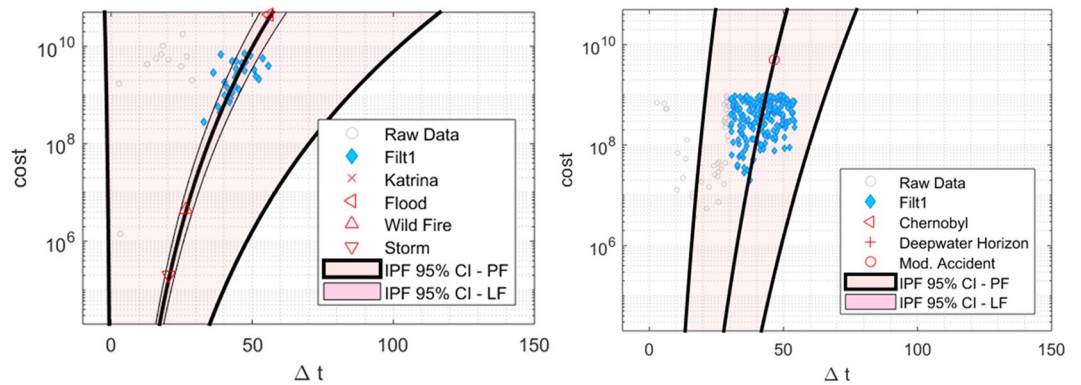 cost
10^10
10^8
10^6
0
50
100
150
Δ t
Raw Data
Filt1
Katrina
Flood
Wild Fire
Storm
IPF 95% CI - PF
IPF 95% CI - LF
cost
10^10
10^8
10^6
0
50
100
150
Δ t
Raw Data
Filt1
Chernobyl
Deepwater Horizon
Mod. Accident
IPF 95% CI - PF
IPF 95% CI - LF